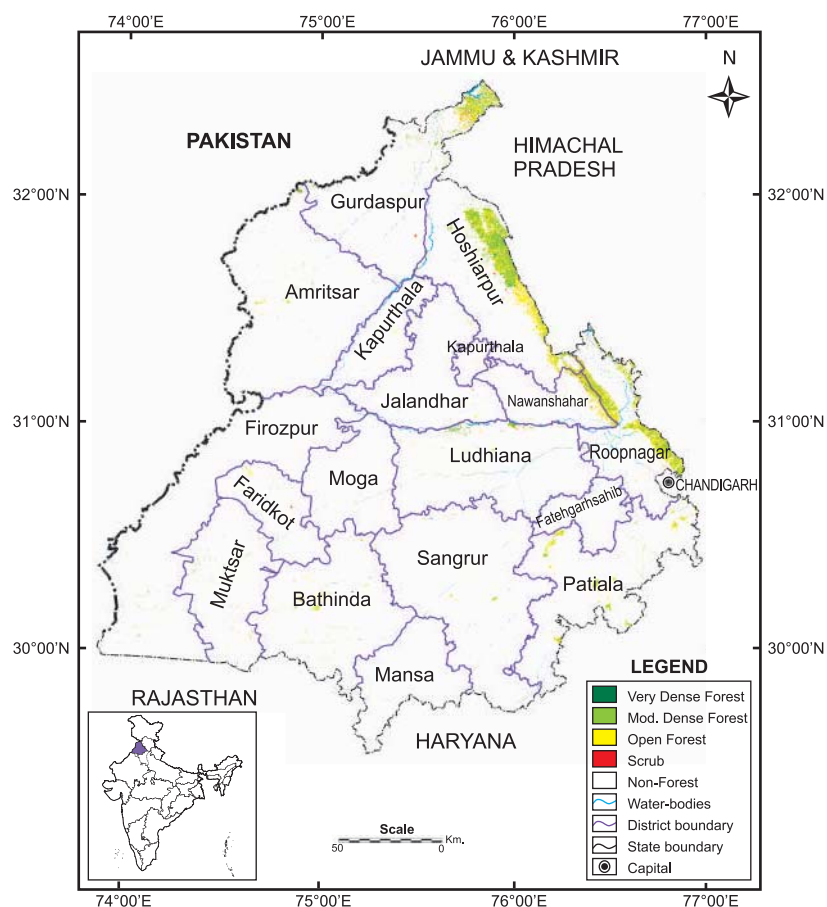 74°00'E 75°00'E 76°00'E 77°00'E
JAMMU & KASHMIR
N
PAKISTAN
HIMACHAL
PRADESH
32°00'N
32°00'N
Gurdaspur
Hoshiarpur
Amritsar
Kapurthala
Kapurthala
Nawanshahar
Jalandhar
31°00'N
31°00'N
Firozpur
Ludhiana
Roopnagar
Moga
CHANDIGARH
Faridkot
Fatehgarhsahib
Sangrur
Muktsar
Patiala
Bathinda
30°00'N
30°00'N
Mansa
RAJASTHAN
HARYANA
LEGEND
Very Dense Forest
Mod. Dense Forest
Open Forest
Scrub
Non-Forest
Water-bodies
District boundary
State boundary
Capital
Scale
50 0 Km.
74°00'E 75°00'E 76°00'E 77°00'E